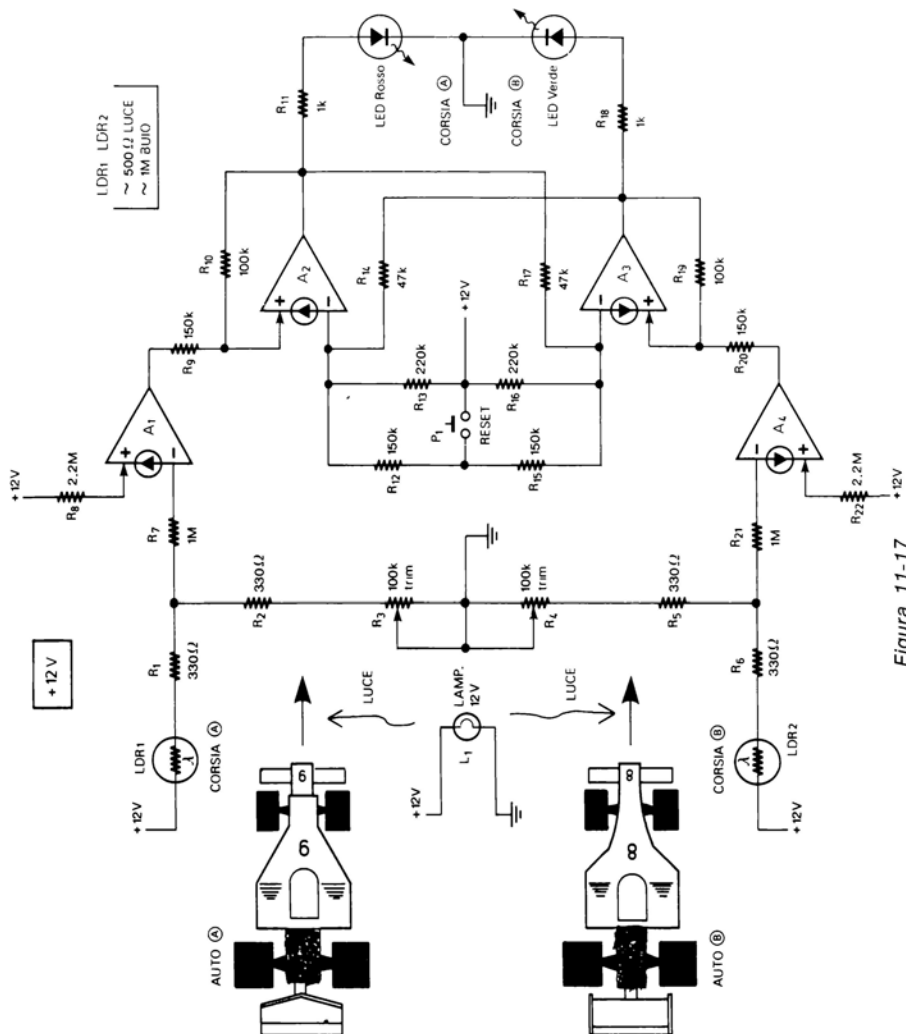 +12V
LDR1 LDR2
~ 500Ω LUCE
~ 1M BUIO
+12V
R8
2.2M
A1
+
-
R9
150k
R10
100k
A2
+
-
R11
1k
LED Rosso
CORSIA Ⓐ
CORSIA Ⓑ
LED Verde
R18
1k
R14
47k
R17
47k
R7
1M
R12
150k
R13
220k
P1
RESET
+12V
R15
150k
R16
220k
A3
-
+
R19
100k
R20
150k
A4
-
+
R22
2.2M
+12V
R21
1M
LDR1
λ
CORSIA Ⓐ
+12V
R1
330Ω
R2
330Ω
R3
100k
trim
R4
100k
trim
R5
330Ω
R6
330Ω
λ
LDR2
CORSIA Ⓑ
+12V
LUCE
LAMP.
12V
L1
+12V
LUCE
AUTO Ⓐ
9
9
AUTO Ⓑ
8
8
Figura 11-17